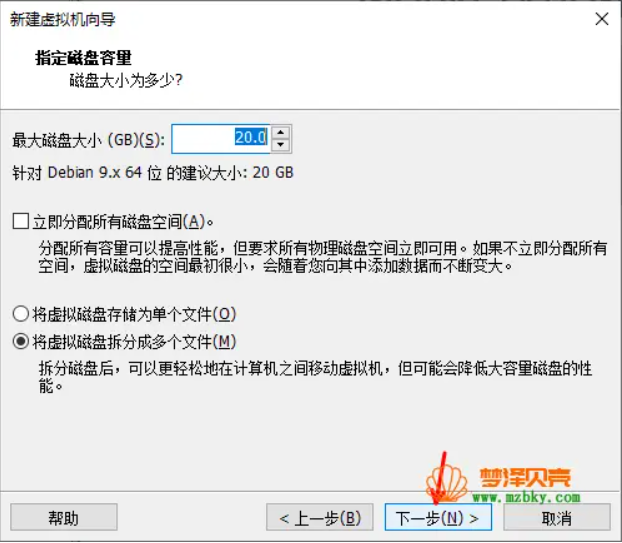 新建虚拟机向导
指定磁盘容量
磁盘大小为多少?
最大磁盘大小 (GB)(S):
20.0
针对 Debian 9.x 64 位 的建议大小: 20 GB
立即分配所有磁盘空间(A)。
分配所有容量可以提高性能，但要求所有物理磁盘空间立即可用。如果不立即分配所有
空间，虚拟磁盘的空间最初很小，会随着您向其中添加数据而不断变大。
将虚拟磁盘存储为单个文件(O)
将虚拟磁盘拆分成多个文件(M)
拆分磁盘后，可以更轻松地在计算机之间移动虚拟机，但可能会降低大容量磁盘的性
能。
梦泽贝壳
www.mzbky.com
帮助
< 上一步(B)
下一步(N) >
取消